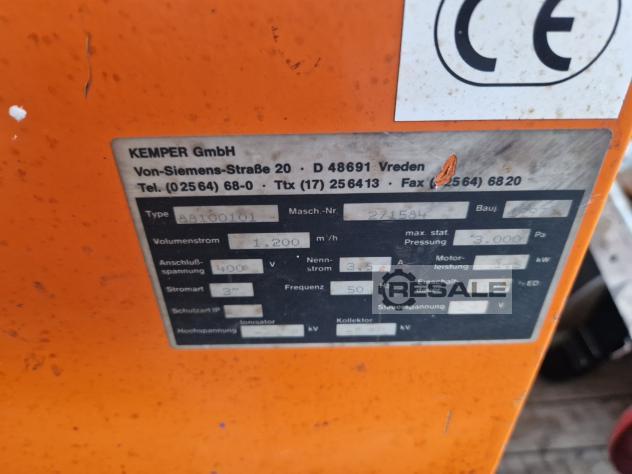 CE
KEMPER GmbH
Von-Siemens-Straße 20 · D 48691 Vreden
Tel. (02564) 68-0 · Ttx (17) 256413 · Fax (02564) 6820
Type 88100101 Masch.-Nr. 271584 Bauj.
Volumenstrom 1.200 m³/h max. stat. Pressung 3.000 Pa
Anschluß-spannung 400 V Nenn-strom 3.5 A Motor-leistung kW
Stromart 3~ Frequenz 50 ED
RESALE
Schutzart IP Steuerspannung V
Hochspannung Ionisator kV Kollektor kV